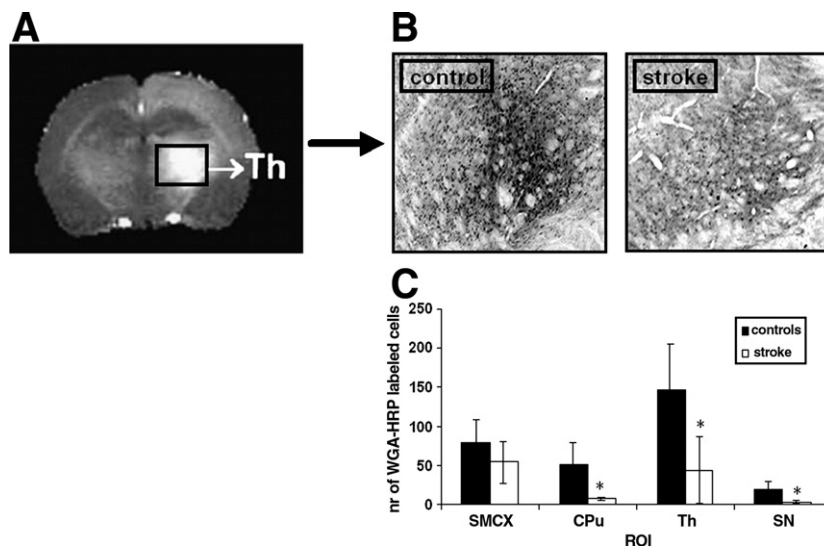 A
Th
B
control
stroke
C
nr of WGA-HRP labeled cells
250
200
150
100
50
0
controls
stroke
*
*
*
SMCX
CPu
Th
SN
ROI